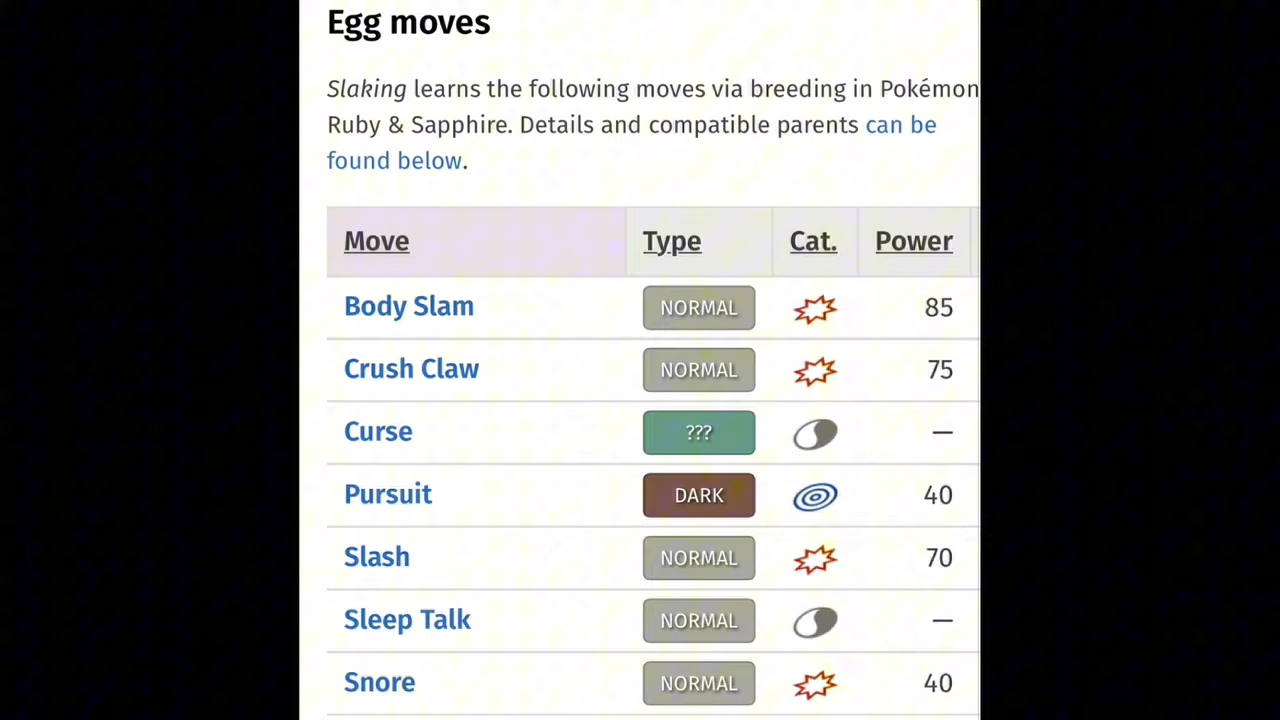 Egg moves
Slaking learns the following moves via breeding in Pokémon
Ruby & Sapphire. Details and compatible parents can be
found below.
Move Type Cat. Power
Body Slam NORMAL 85
Crush Claw NORMAL 75
Curse ??? —
Pursuit DARK 40
Slash NORMAL 70
Sleep Talk NORMAL —
Snore NORMAL 40